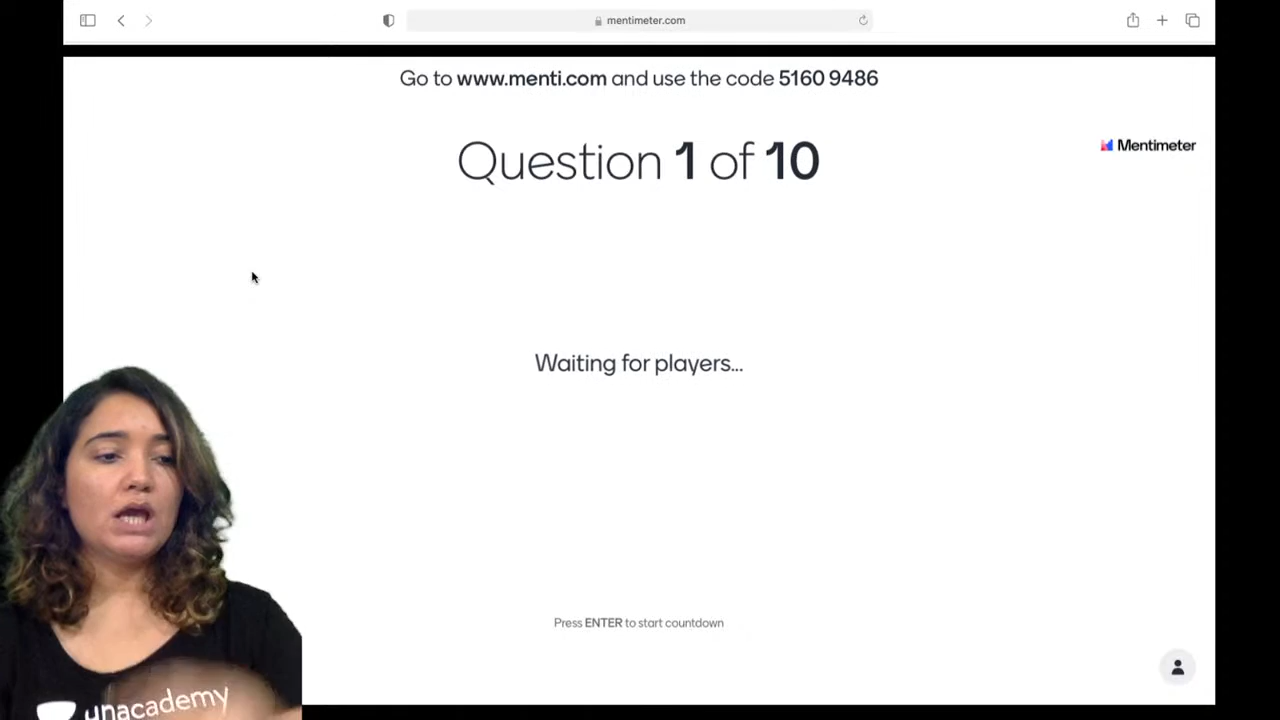 mentimeter.com
Go to www.menti.com and use the code 5160 9486
Question 1 of 10
Mentimeter
Waiting for players...
Press ENTER to start countdown
unacademy